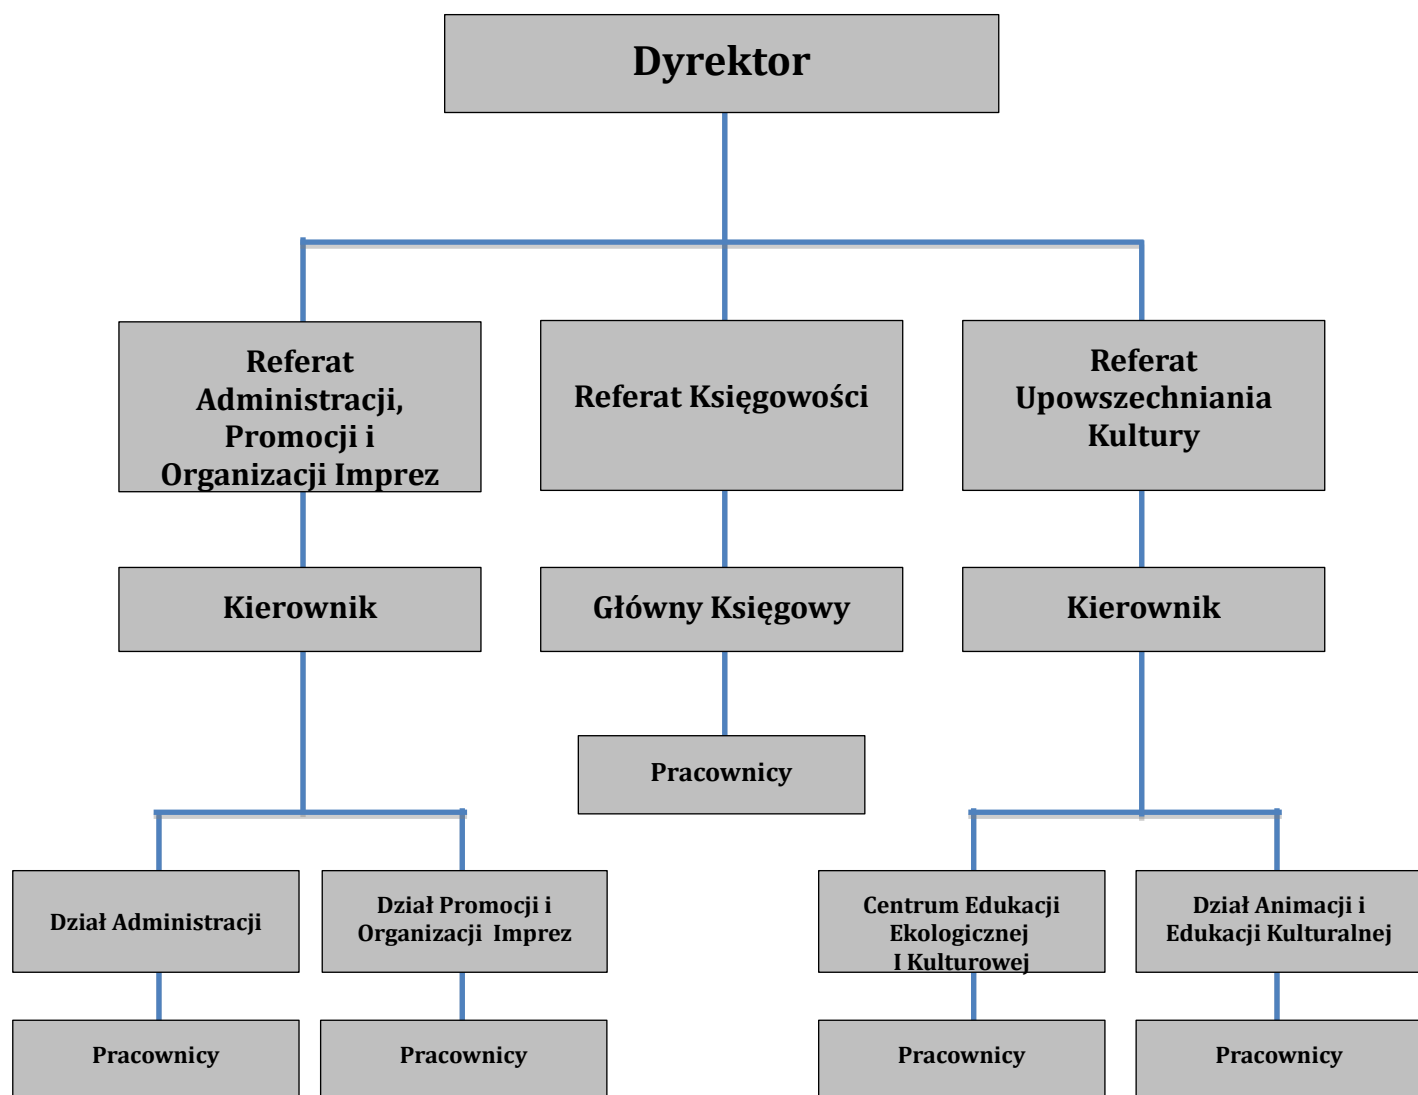 Dyrektor
Referat
Administracji,
Promocji i
Organizacji Imprez
Referat Księgowości
Referat
Upowszechniania
Kultury
Kierownik
Główny Księgowy
Kierownik
Pracownicy
Dział Administracji
Dział Promocji i
Organizacji  Imprez
Centrum Edukacji
Ekologicznej
I Kulturowej
Dział Animacji i
Edukacji Kulturalnej
Pracownicy
Pracownicy
Pracownicy
Pracownicy